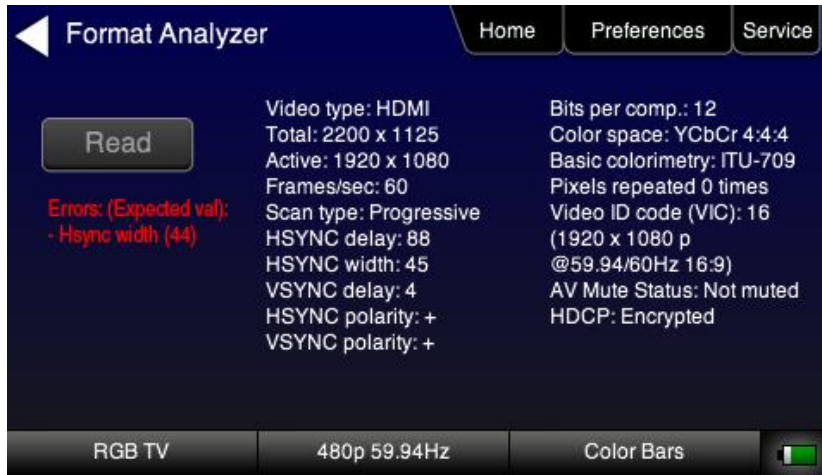 Format Analyzer
Home
Preferences
Service
Read
Errors: (Expected val):
- Hsync width (44)
Video type: HDMI
Total: 2200 x 1125
Active: 1920 x 1080
Frames/sec: 60
Scan type: Progressive
HSYNC delay: 88
HSYNC width: 45
VSYNC delay: 4
HSYNC polarity: +
VSYNC polarity: +
Bits per comp.: 12
Color space: YCbCr 4:4:4
Basic colorimetry: ITU-709
Pixels repeated 0 times
Video ID code (VIC): 16
(1920 x 1080 p
@59.94/60Hz 16:9)
AV Mute Status: Not muted
HDCP: Encrypted
RGB TV
480p 59.94Hz
Color Bars